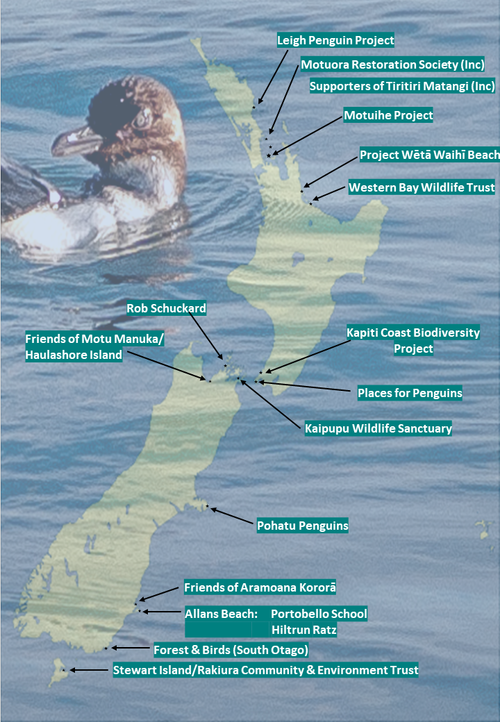 Leigh Penguin Project
Motuora Restoration Society (Inc)
Supporters of Tiritiri Matangi (Inc)
Motuihe Project
Project Wētā Waihī Beach
Western Bay Wildlife Trust
Rob Schuckard
Friends of Motu Manuka/
Haulashore Island
Kapiti Coast Biodiversity
Project
Places for Penguins
Kaipupu Wildlife Sanctuary
Pohatu Penguins
Friends of Aramoana Kororā
Allans Beach: Portobello School
Hiltrun Ratz
Forest & Birds (South Otago)
Stewart Island/Rakiura Community & Environment Trust